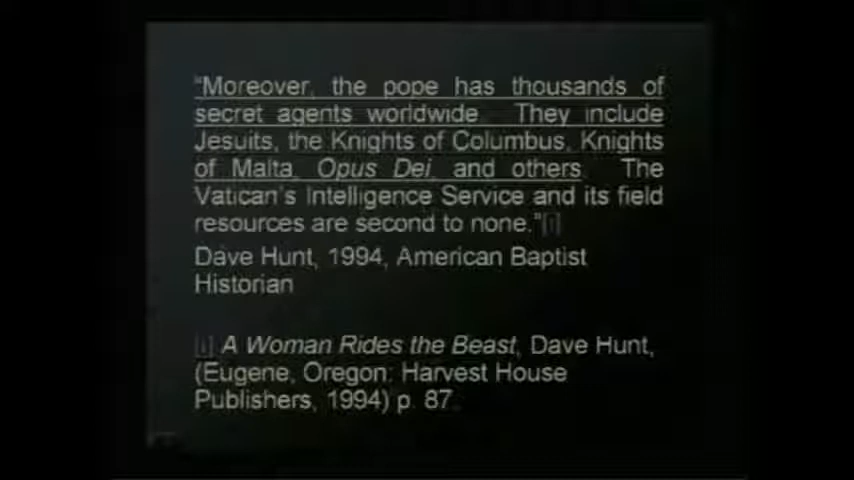 “Moreover, the pope has thousands of
secret agents worldwide. They include
Jesuits, the Knights of Columbus, Knights
of Malta, Opus Dei, and others. The
Vatican's Intelligence Service and its field
resources are second to none.”[i]
Dave Hunt, 1994, American Baptist
Historian
[i] A Woman Rides the Beast, Dave Hunt,
(Eugene, Oregon: Harvest House
Publishers, 1994) p. 87.